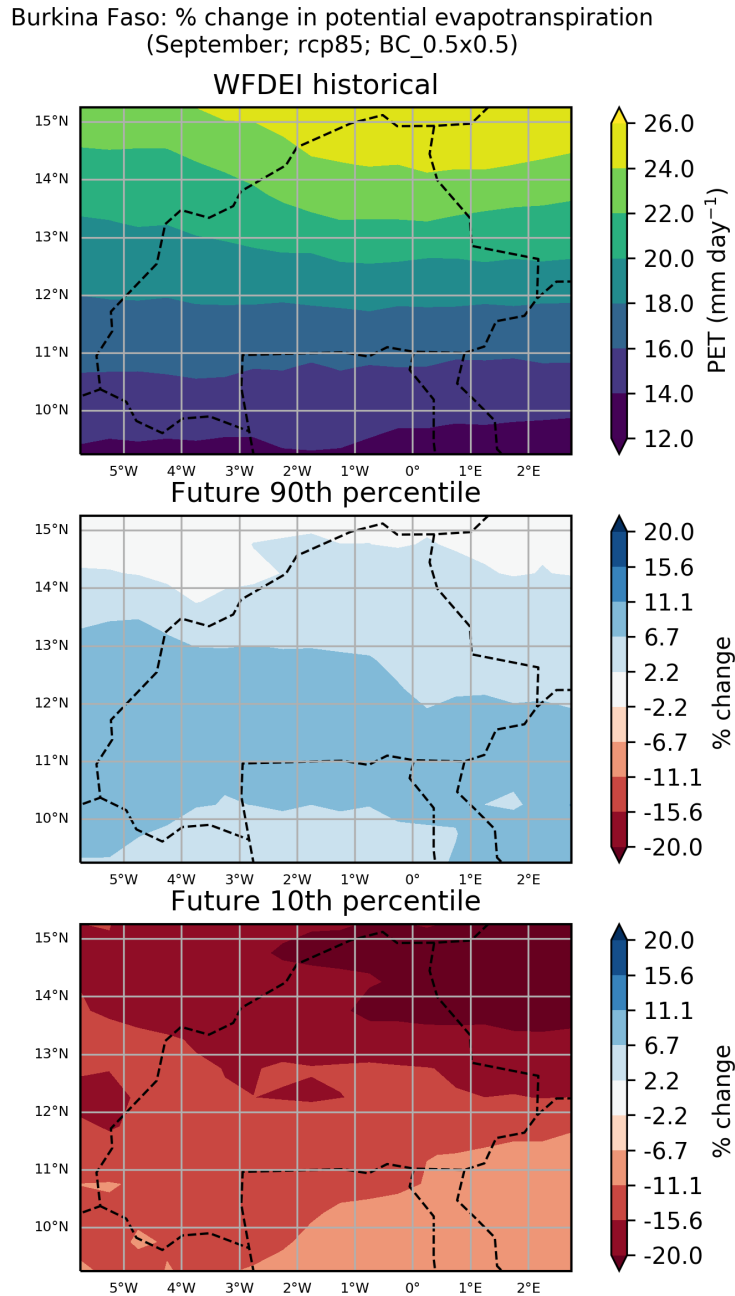 Burkina Faso: % change in potential evapotranspiration
(September; rcp85; BC_0.5x0.5)
WFDEI historical
15°N
14°N
13°N
12°N
11°N
10°N
5°W 4°W 3°W 2°W 1°W 0° 1°E 2°E
26.0
24.0
22.0
20.0
18.0
16.0
14.0
12.0
PET (mm day⁻¹)
Future 90th percentile
15°N
14°N
13°N
12°N
11°N
10°N
5°W 4°W 3°W 2°W 1°W 0° 1°E 2°E
20.0
15.6
11.1
6.7
2.2
-2.2
-6.7
-11.1
-15.6
-20.0
% change
Future 10th percentile
15°N
14°N
13°N
12°N
11°N
10°N
5°W 4°W 3°W 2°W 1°W 0° 1°E 2°E
20.0
15.6
11.1
6.7
2.2
-2.2
-6.7
-11.1
-15.6
-20.0
% change